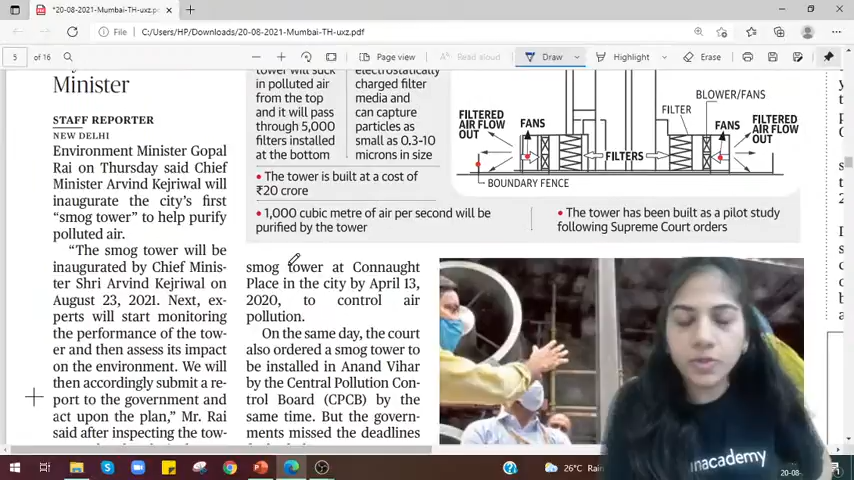 *20-08-2021-Mumbai-TH-uxz.p
File
C:/Users/HP/Downloads/20-08-2021-Mumbai-TH-uxz.pdf
5 of 16
Page view
Read aloud
Draw
Highlight
Erase
Minister
STAFF REPORTER
NEW DELHI
Environment Minister Gopal
Rai on Thursday said Chief
Minister Arvind Kejriwal will
inaugurate the city's first
"smog tower" to help purify
polluted air.
"The smog tower will be
inaugurated by Chief Minis-
ter Shri Arvind Kejriwal on
August 23, 2021. Next, ex-
perts will start monitoring
the performance of the tow-
er and then assess its impact
on the environment. We will
then accordingly submit a re-
port to the government and
act upon the plan," Mr. Rai
said after inspecting the tow-
tower will suck
in polluted air
from the top
and it will pass
through 5,000
filters installed
at the bottom
electrostatically
charged filter
media and
can capture
particles as
small as 0.3-10
microns in size
• The tower is built at a cost of
₹20 crore
• 1,000 cubic metre of air per second will be
purified by the tower
• The tower has been built as a pilot study
following Supreme Court orders
FILTERED
AIR FLOW
OUT
FANS
FILTERS
FILTER
BLOWER/FANS
FANS
FILTERED
AIR FLOW
OUT
BOUNDARY FENCE
smog tower at Connaught
Place in the city by April 13,
2020, to control air
pollution.
On the same day, the court
also ordered a smog tower to
be installed in Anand Vihar
by the Central Pollution Con-
trol Board (CPCB) by the
same time. But the govern-
ments missed the deadlines
unacademy
26°C Rain
20-08-